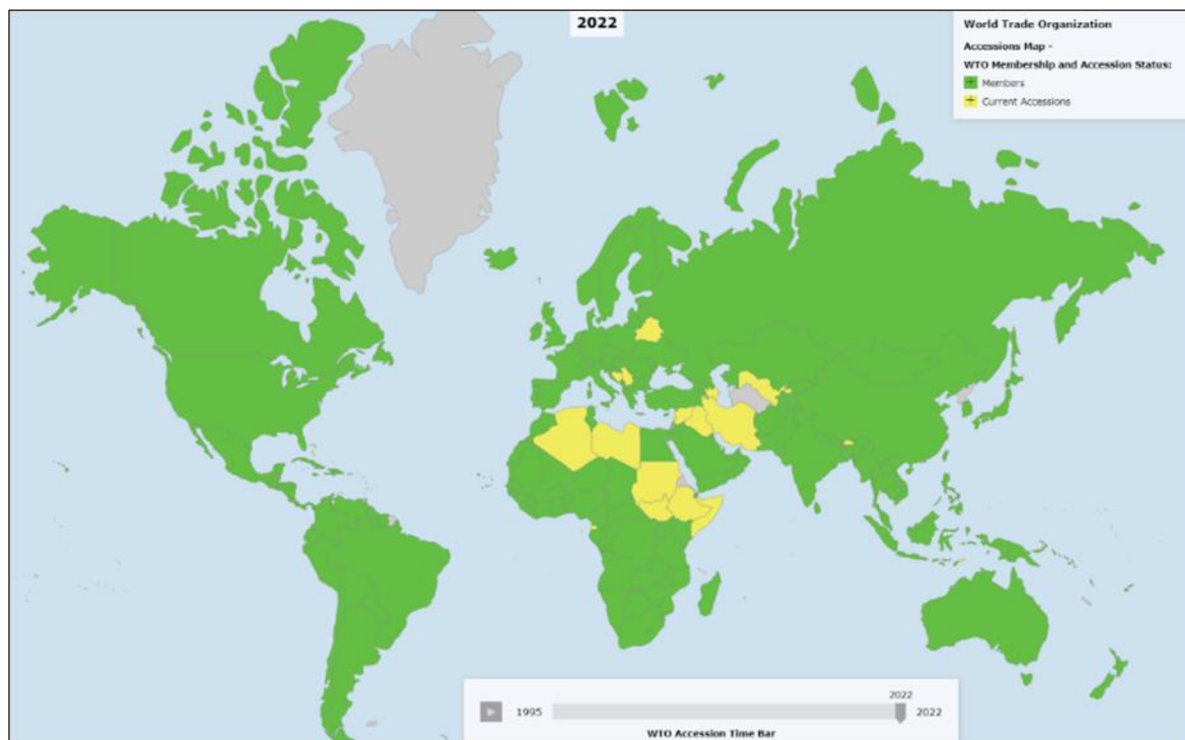 2022
World Trade Organization
Accessions Map -
WTO Membership and Accession Status:
Members
Current Accessions
2022
1995
2022
WTO Accession Time Bar